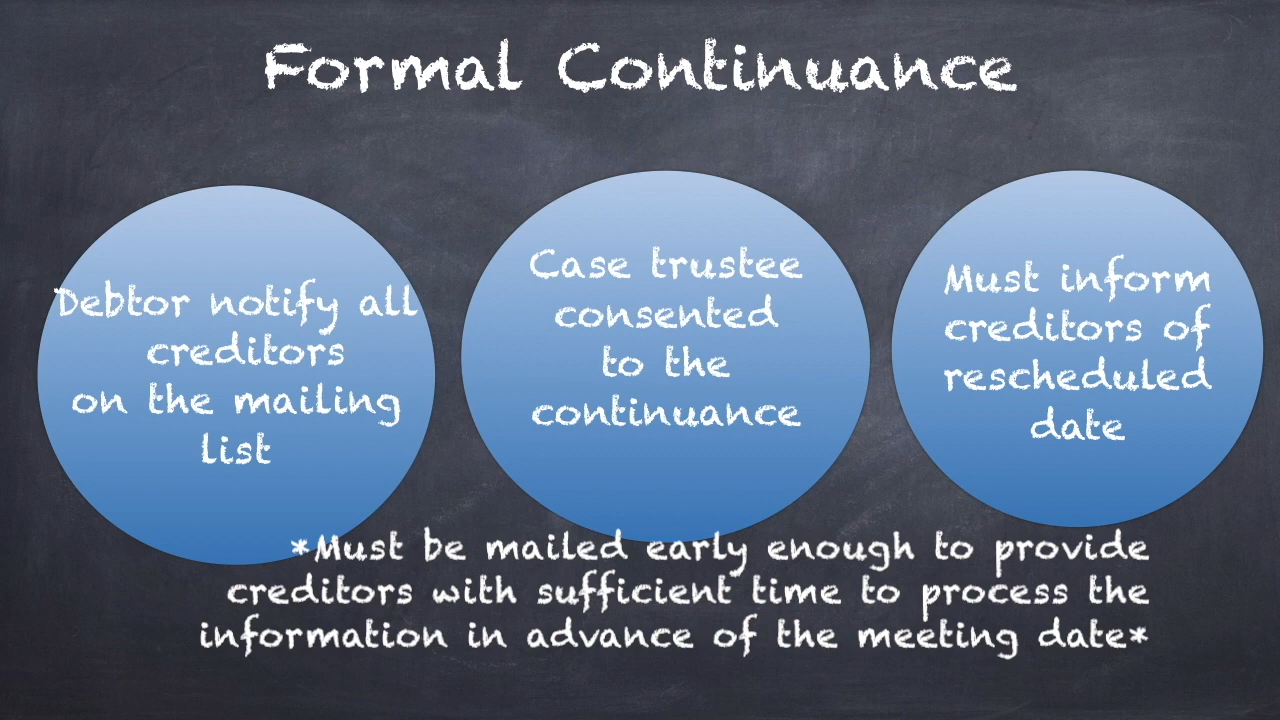 Formal Continuance
Debtor notify all
creditors
on the mailing
list
Case trustee
consented
to the
continuance
Must inform
creditors of
rescheduled
date
*Must be mailed early enough to provide
creditors with sufficient time to process the
information in advance of the meeting date*